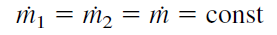 ṁ₁ = ṁ₂ = ṁ = const